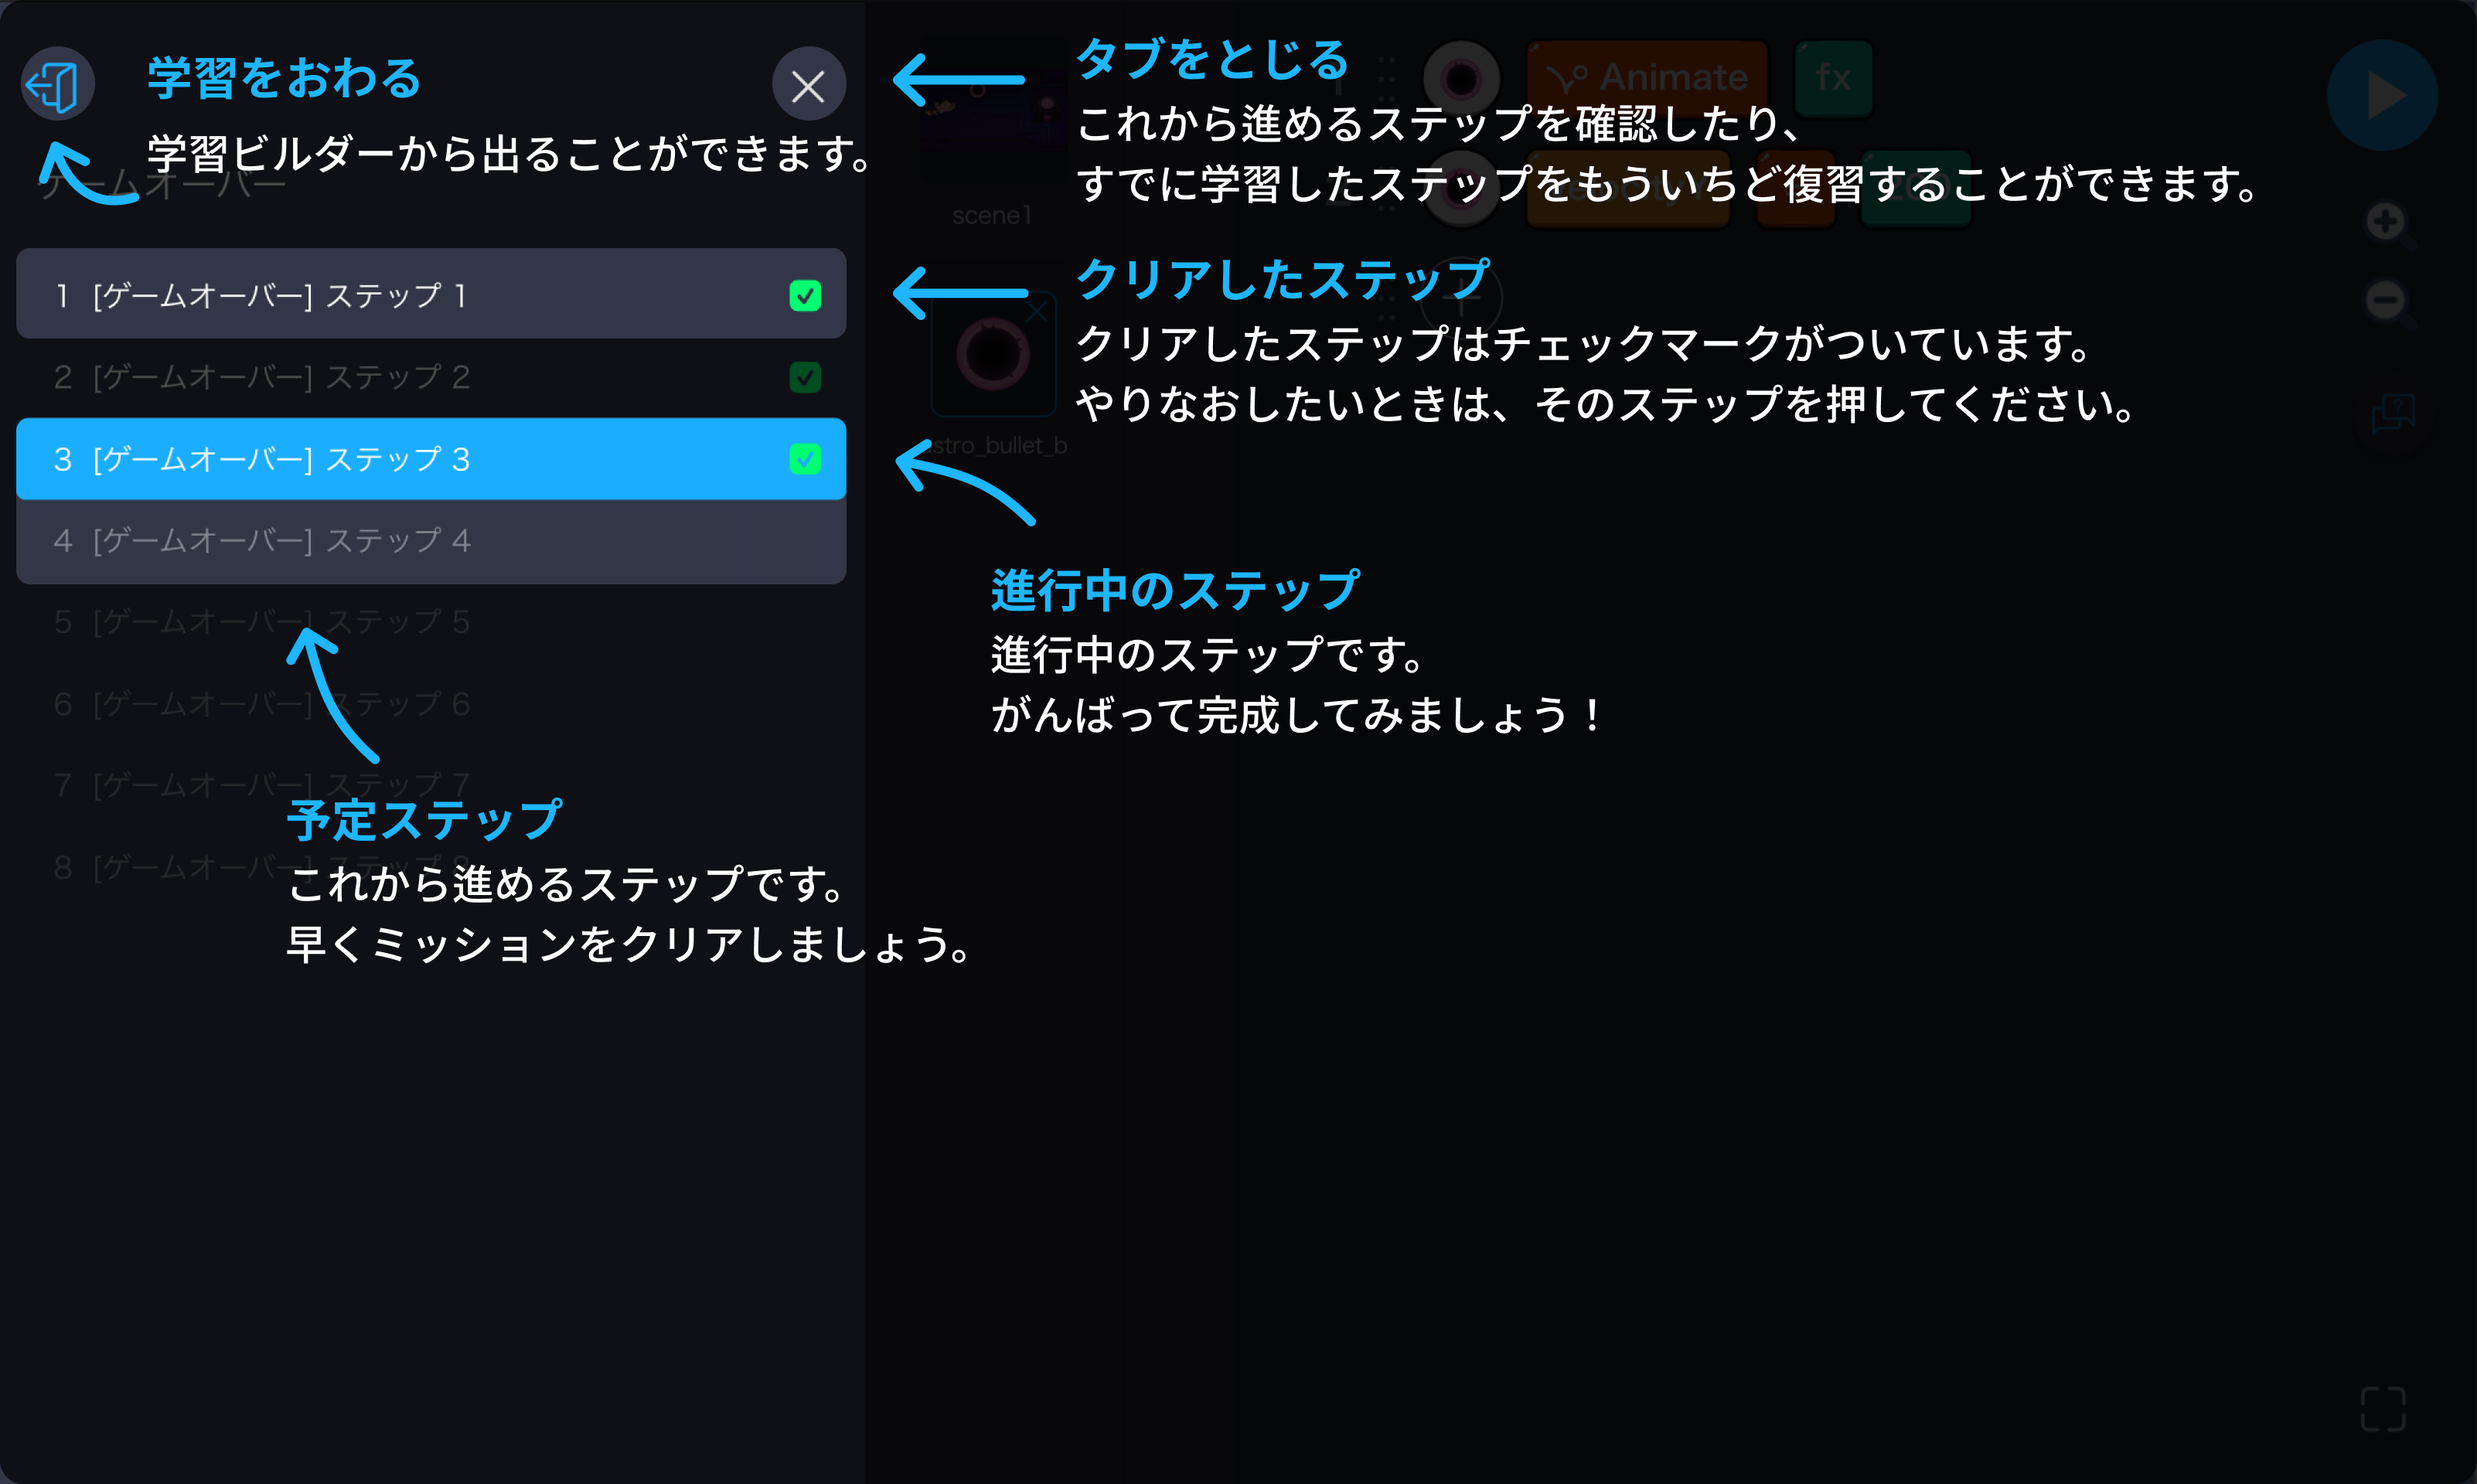 学習をおわる
学習ビルダーから出ることができます。
ゲームオーバー
1 [ゲームオーバー] ステップ 1
2 [ゲームオーバー] ステップ 2
3 [ゲームオーバー] ステップ 3
4 [ゲームオーバー] ステップ 4
5 [ゲームオーバー] ステップ 5
6 [ゲームオーバー] ステップ 6
7 [ゲームオーバー] ステップ 7
8 [ゲームオーバー] ステップ 8
予定ステップ
これから進めるステップです。
早くミッションをクリアしましょう。
タブをとじる
これから進めるステップを確認したり、
すでに学習したステップをもういちど復習することができます。
クリアしたステップ
クリアしたステップはチェックマークがついています。
やりなおしたいときは、そのステップを押してください。
進行中のステップ
進行中のステップです。
がんばって完成してみましょう！
scene1
stro_bullet_b
1
Animate
fx